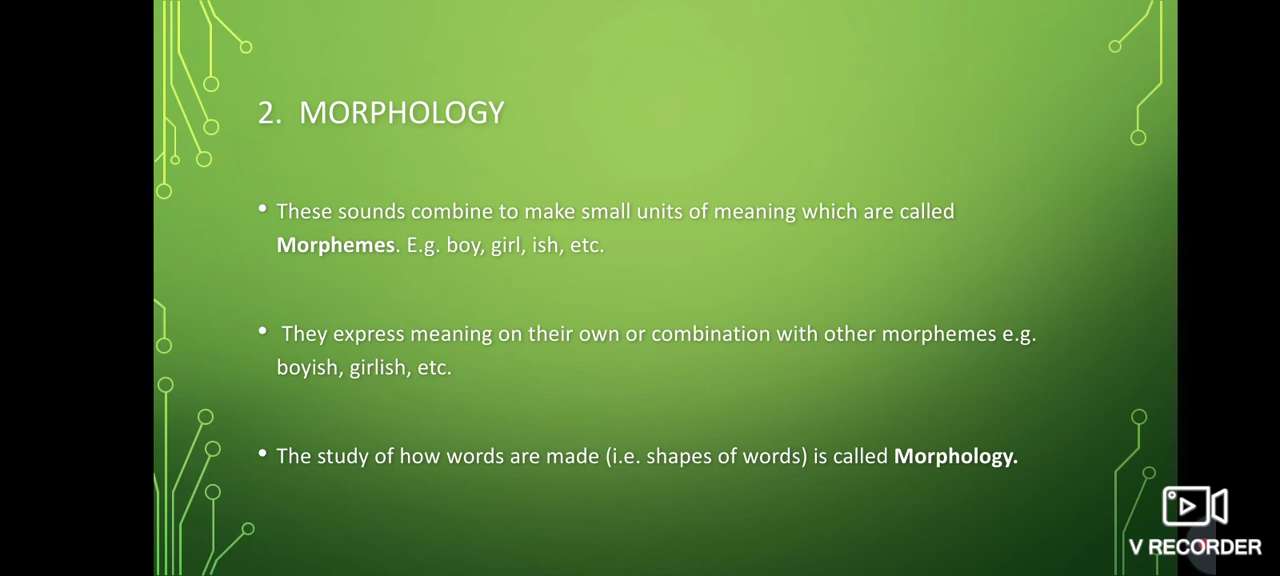 2. MORPHOLOGY
• These sounds combine to make small units of meaning which are called
Morphemes. E.g. boy, girl, ish, etc.
• They express meaning on their own or combination with other morphemes e.g.
boyish, girlish, etc.
• The study of how words are made (i.e. shapes of words) is called Morphology.
V RECORDER